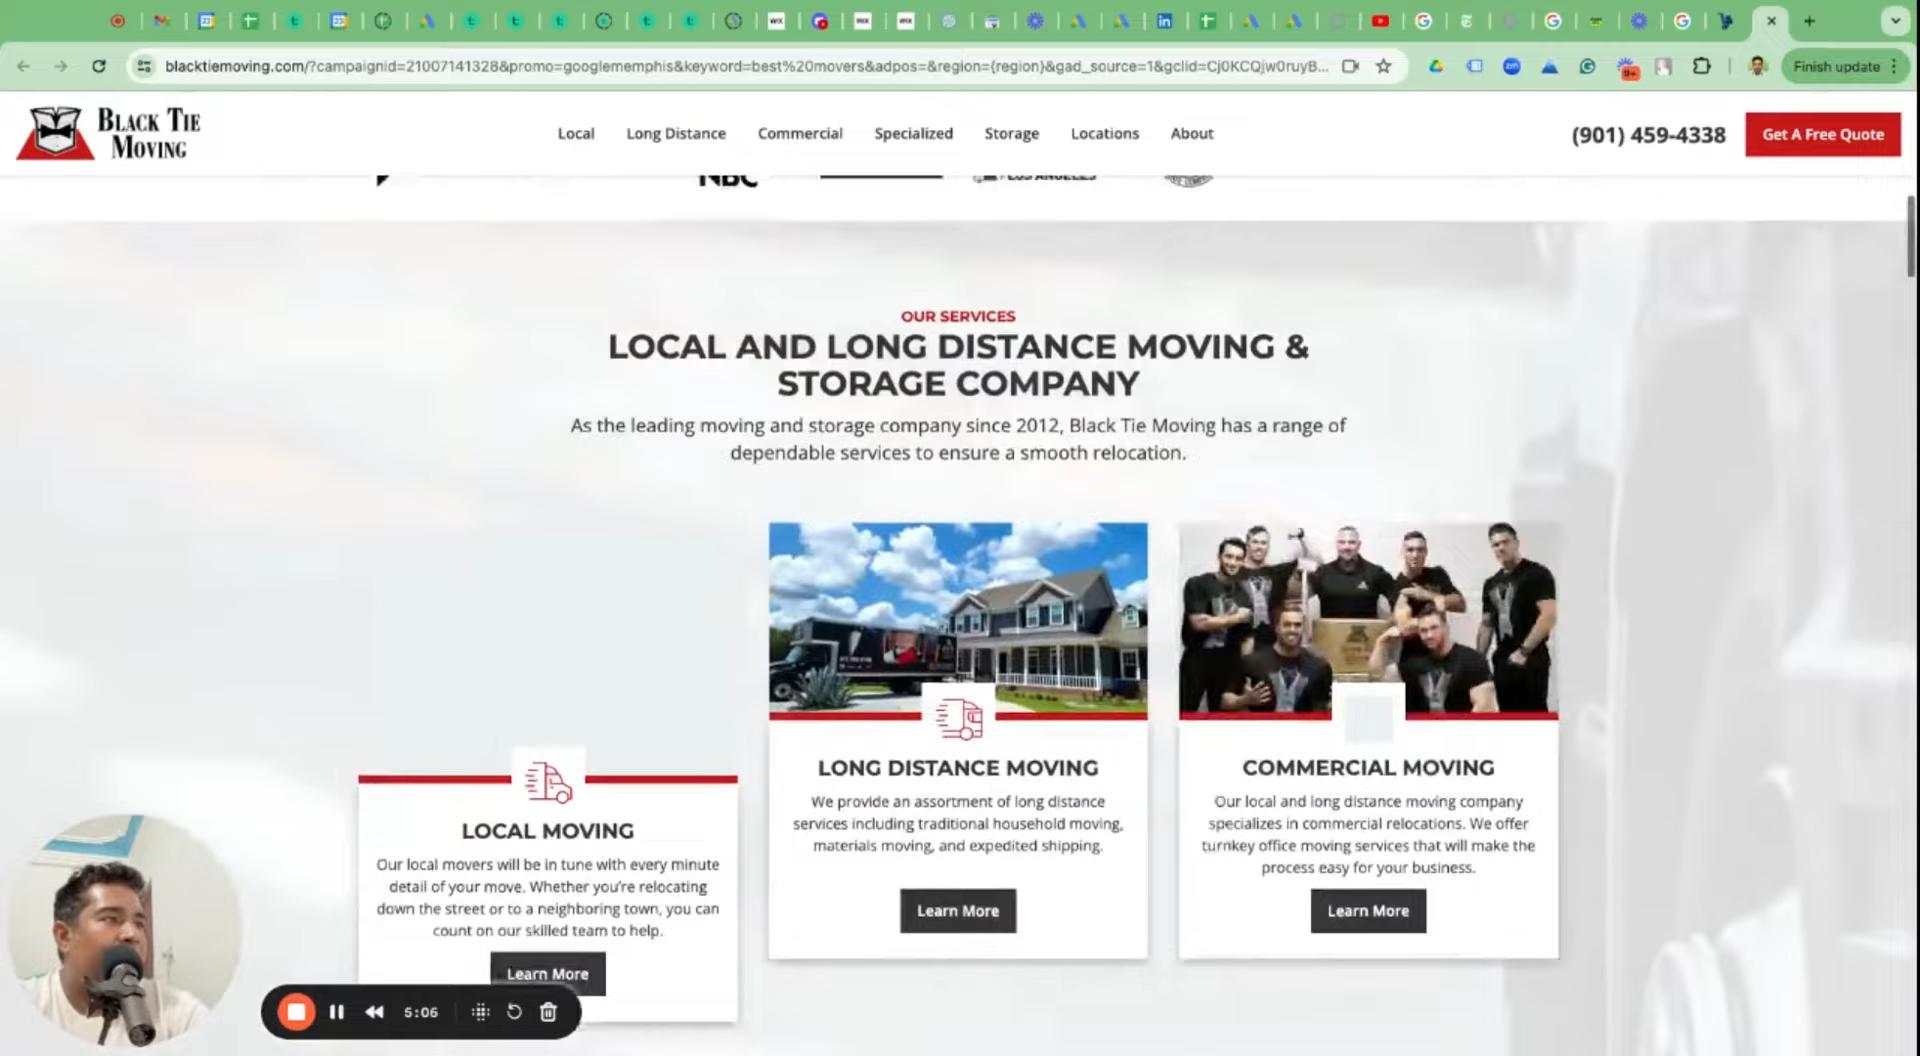 blacktiemoving.com/?campaignid=21007141328&promo=googlememphis&keyword=best%20movers&adpos=&region={region}&gad_source=1&gclid=Cj0KCQjw0ruyB...
Finish update
BLACK TIE
MOVING
Local
Long Distance
Commercial
Specialized
Storage
Locations
About
(901) 459-4338
Get A Free Quote
NBC
LOS ANGELES
OUR SERVICES
LOCAL AND LONG DISTANCE MOVING &
STORAGE COMPANY
As the leading moving and storage company since 2012, Black Tie Moving has a range of
dependable services to ensure a smooth relocation.
LOCAL MOVING
Our local movers will be in tune with every minute
detail of your move. Whether you're relocating
down the street or to a neighboring town, you can
count on our skilled team to help.
Learn More
LONG DISTANCE MOVING
We provide an assortment of long distance
services including traditional household moving,
materials moving, and expedited shipping.
Learn More
COMMERCIAL MOVING
Our local and long distance moving company
specializes in commercial relocations. We offer
turnkey office moving services that will make the
process easy for your business.
Learn More
5:06